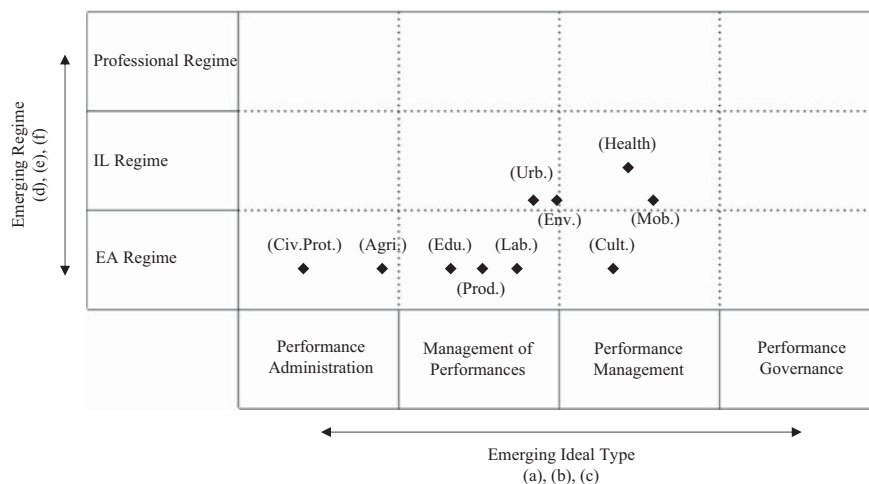 Emerging Regime
(d), (e), (f)
Professional Regime
IL Regime
(Health)
(Urb.)
(Env.)
(Mob.)
EA Regime
(Civ.Prot.)
(Agri.)
(Edu.)
(Lab.)
(Cult.)
(Prod.)
Performance
Administration
Management of
Performances
Performance
Management
Performance
Governance
Emerging Ideal Type
(a), (b), (c)